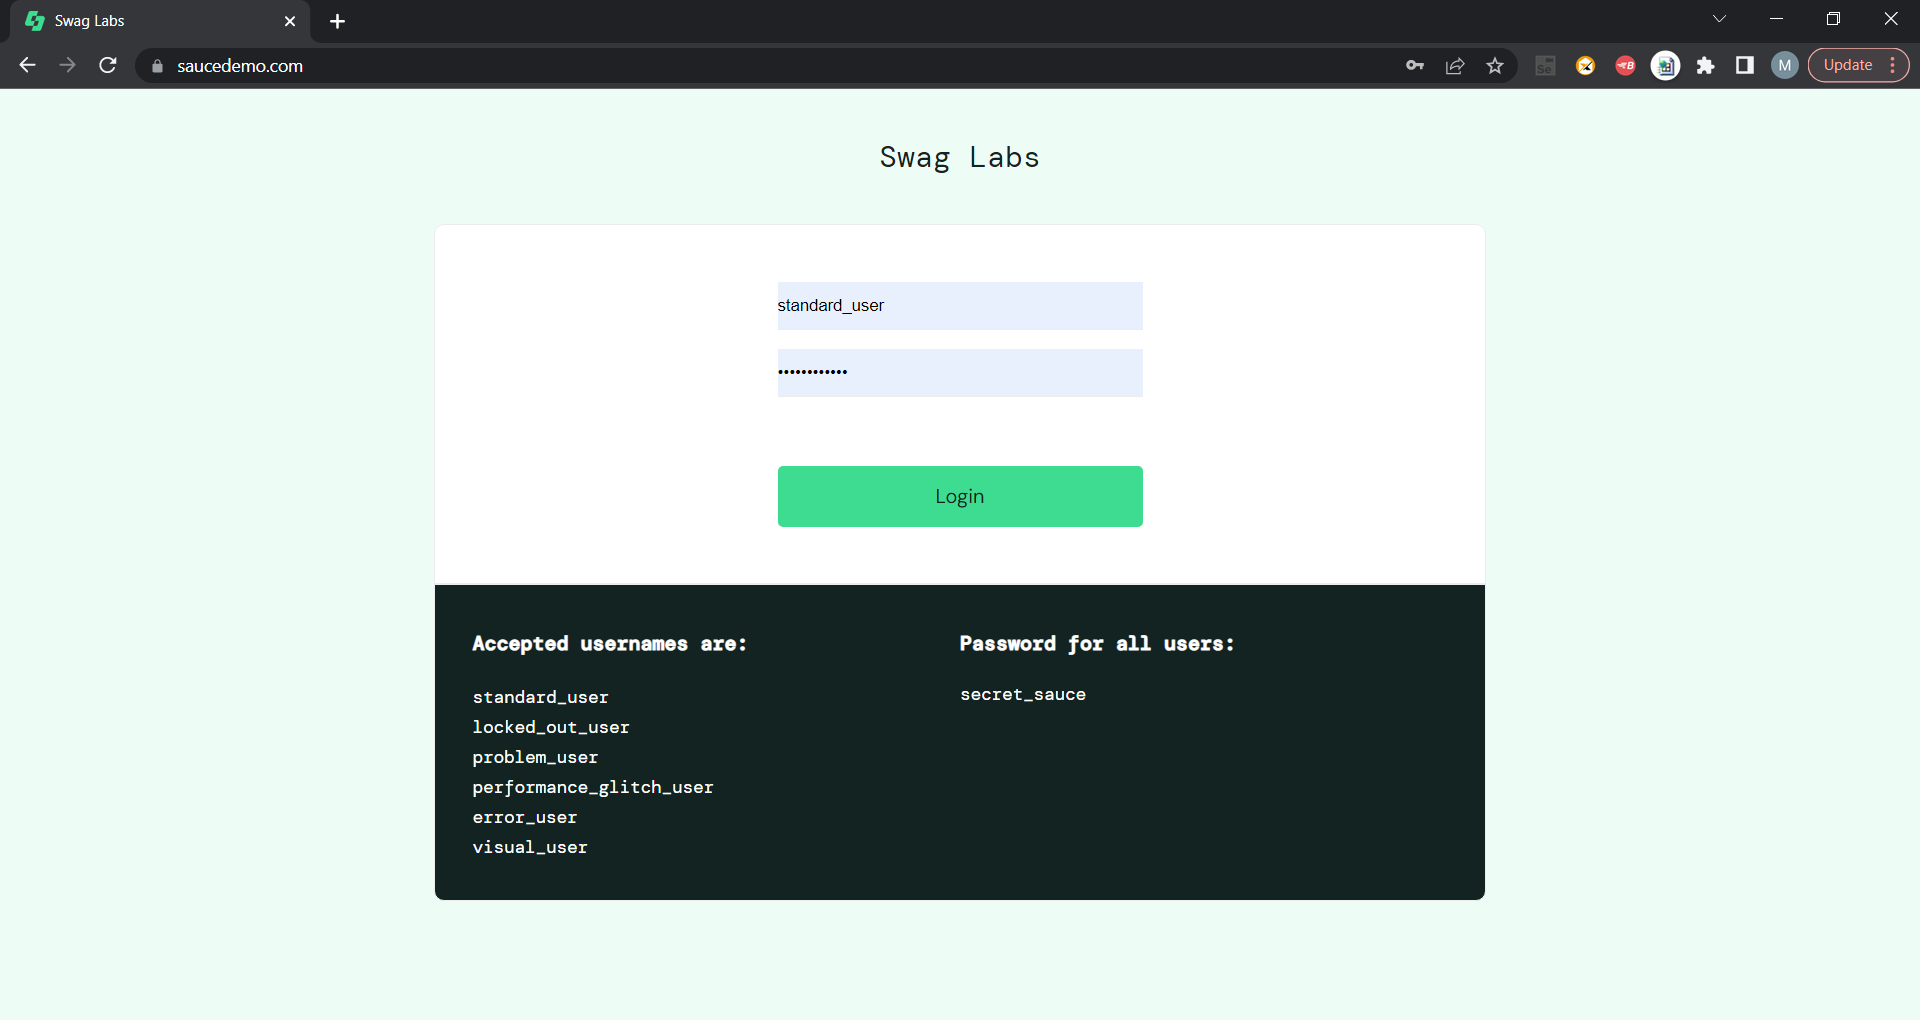 Swag Labs
saucedemo.com
Se
B
M
Update
Swag Labs
standard_user
••••••••••••
Login
Accepted usernames are:
standard_user
locked_out_user
problem_user
performance_glitch_user
error_user
visual_user
Password for all users:
secret_sauce